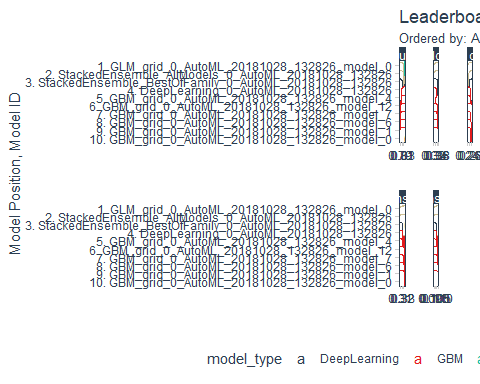 Leaderboa
Ordered by: A
Model Position, Model ID
1. GLM_grid_0_AutoML_20181028_132826_model_0
2. StackedEnsemble_AllModels_0_AutoML_20181028_132826
3. StackedEnsemble_BestOfFamily_0_AutoML_20181028_132826
4. DeepLearning_0_AutoML_20181028_132826
5. GBM_grid_0_AutoML_20181028_132826_model_4
6. GBM_grid_0_AutoML_20181028_132826_model_12
7. GBM_grid_0_AutoML_20181028_132826_model_7
8. GBM_grid_0_AutoML_20181028_132826_model_6
9. GBM_grid_0_AutoML_20181028_132826_model_1
10. GBM_grid_0_AutoML_20181028_132826_model_0
1. GLM_grid_0_AutoML_20181028_132826_model_0
2. StackedEnsemble_AllModels_0_AutoML_20181028_132826
3. StackedEnsemble_BestOfFamily_0_AutoML_20181028_132826
4. DeepLearning_0_AutoML_20181028_132826
5. GBM_grid_0_AutoML_20181028_132826_model_4
6. GBM_grid_0_AutoML_20181028_132826_model_12
7. GBM_grid_0_AutoML_20181028_132826_model_7
8. GBM_grid_0_AutoML_20181028_132826_model_6
9. GBM_grid_0_AutoML_20181028_132826_model_1
10. GBM_grid_0_AutoML_20181028_132826_model_0
model_type a DeepLearning a GBM a